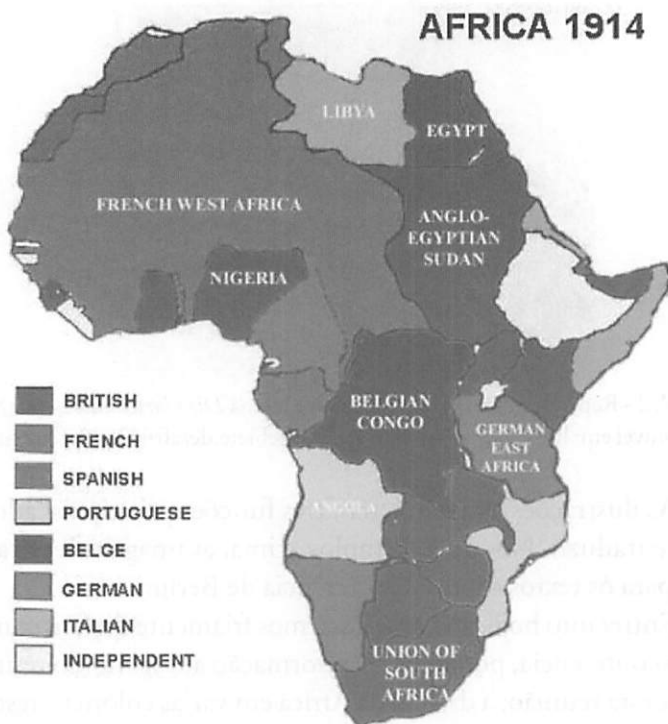 AFRICA 1914
LIBYA
EGYPT
FRENCH WEST AFRICA
ANGLO-
EGYPTIAN
SUDAN
NIGERIA
BELGIAN
CONGO
GERMAN
EAST
AFRICA
ANGOLA
UNION OF
SOUTH
AFRICA
BRITISH
FRENCH
SPANISH
PORTUGUESE
BELGE
GERMAN
ITALIAN
INDEPENDENT